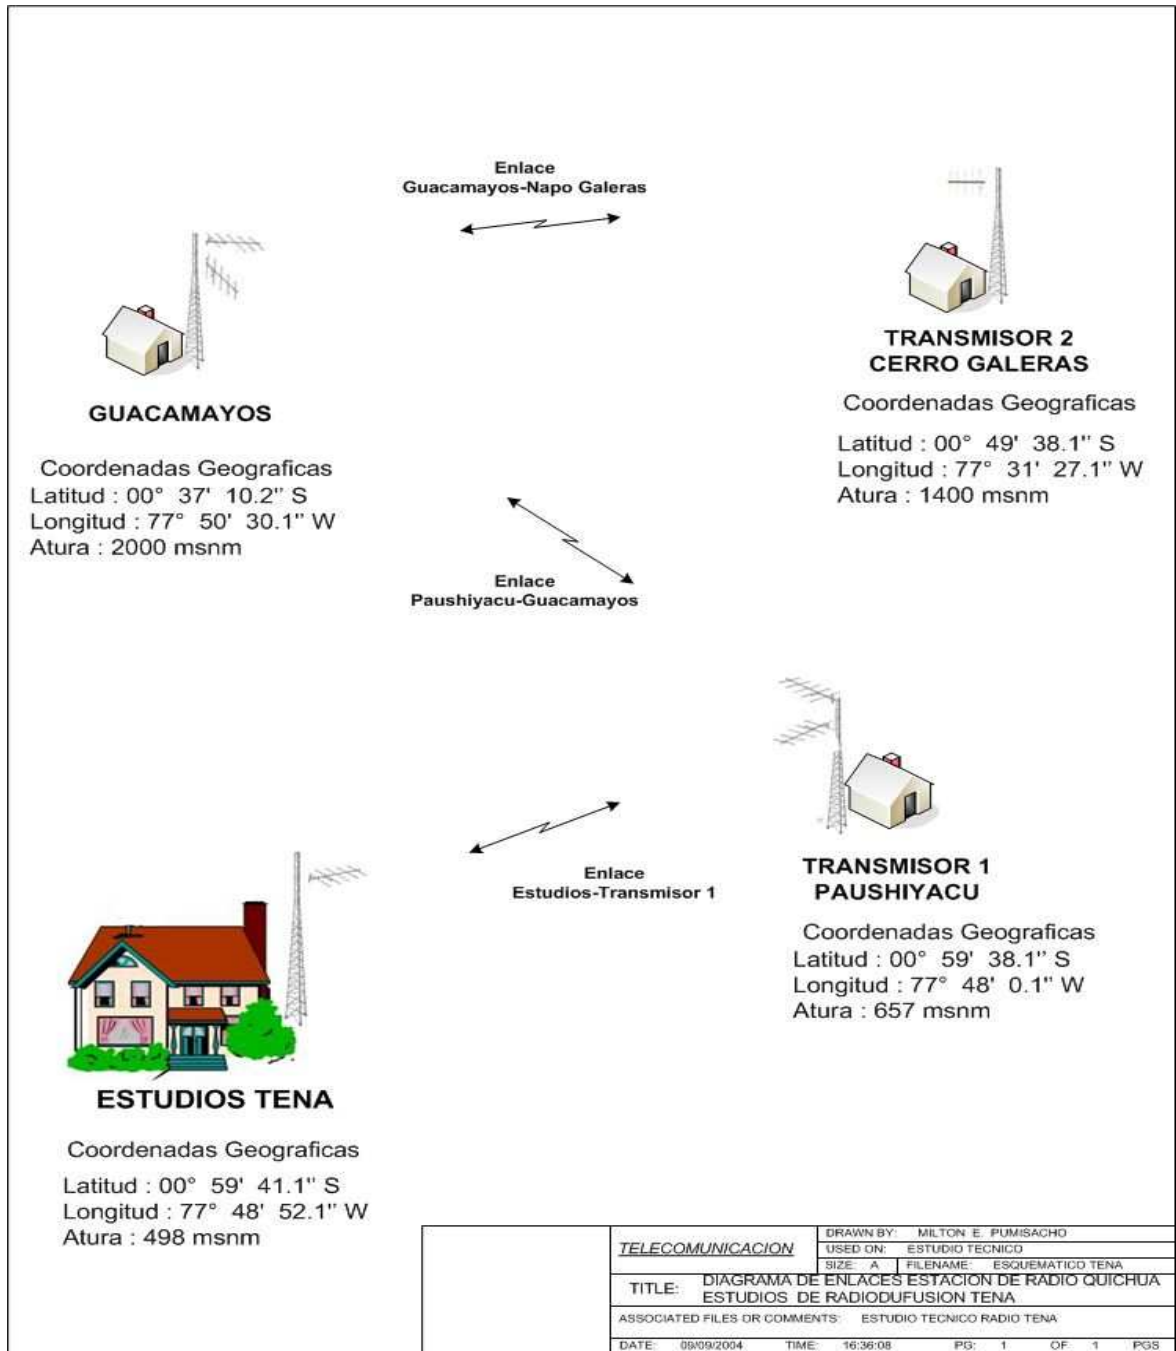 Enlace
Guacamayos-Napo Galeras
GUACAMAYOS
Coordenadas Geograficas
Latitud : 00° 37' 10.2" S
Longitud : 77° 50' 30.1" W
Atura : 2000 msnm
TRANSMISOR 2
CERRO GALERAS
Coordenadas Geograficas
Latitud : 00° 49' 38.1" S
Longitud : 77° 31' 27.1" W
Atura : 1400 msnm
Enlace
Paushiyacu-Guacamayos
Enlace
Estudios-Transmisor 1
TRANSMISOR 1
PAUSHIYACU
Coordenadas Geograficas
Latitud : 00° 59' 38.1" S
Longitud : 77° 48' 0.1" W
Atura : 657 msnm
ESTUDIOS TENA
Coordenadas Geograficas
Latitud : 00° 59' 41.1" S
Longitud : 77° 48' 52.1" W
Atura : 498 msnm
TELECOMUNICACION
DRAWN BY: MILTON E. PUMISACHO
USED ON: ESTUDIO TECNICO
SIZE: A FILENAME: ESQUEMATICO TENA
TITLE: DIAGRAMA DE ENLACES ESTACION DE RADIO QUICHUA
ESTUDIOS DE RADIODUFUSION TENA
ASSOCIATED FILES OR COMMENTS: ESTUDIO TECNICO RADIO TENA
DATE: 09/09/2004 TIME: 16:36:08 PG: 1 OF 1 PGS